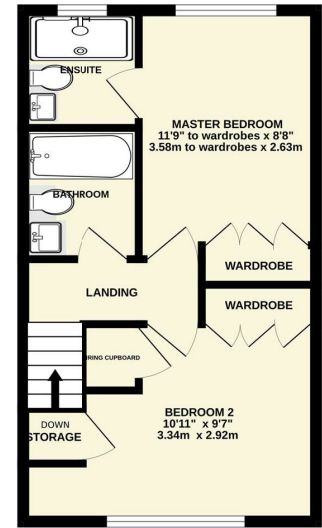 ENSUITE
MASTER BEDROOM
11'9" to wardrobes x 8'8"
3.58m to wardrobes x 2.63m
BATHROOM
WARDROBE
LANDING
WARDROBE
IRING CUPBOARD
BEDROOM 2
10'11" x 9'7"
3.34m x 2.92m
DOWN
STORAGE